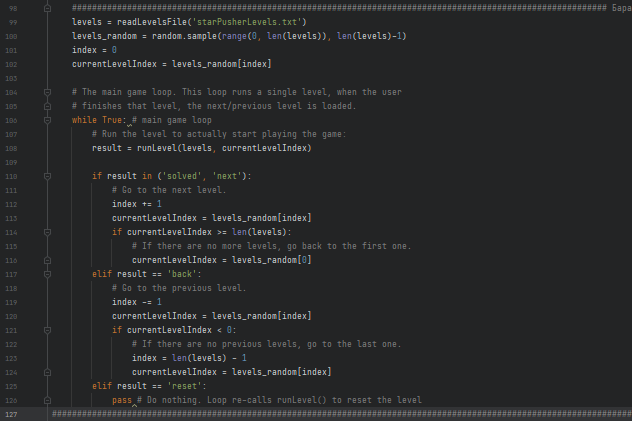 98 ########################################################################################################### Бара
99 levels = readLevelsFile('starPusherLevels.txt')
100 levels_random = random.sample(range(0, len(levels)), len(levels)-1)
101 index = 0
102 currentLevelIndex = levels_random[index]
103
104 # The main game loop. This loop runs a single level, when the user
105 # finishes that level, the next/previous level is loaded.
106 while True: # main game loop
107 # Run the level to actually start playing the game:
108 result = runLevel(levels, currentLevelIndex)
109
110 if result in ('solved', 'next'):
111 # Go to the next level.
112 index += 1
113 currentLevelIndex = levels_random[index]
114 if currentLevelIndex >= len(levels):
115 # If there are no more levels, go back to the first one.
116 currentLevelIndex = levels_random[0]
117 elif result == 'back':
118 # Go to the previous level.
119 index -= 1
120 currentLevelIndex = levels_random[index]
121 if currentLevelIndex < 0:
122 # If there are no previous levels, go to the last one.
123 index = len(levels) - 1
124 currentLevelIndex = levels_random[index]
125 elif result == 'reset':
126 pass # Do nothing. Loop re-calls runLevel() to reset the level
127 ####################################################################################################################